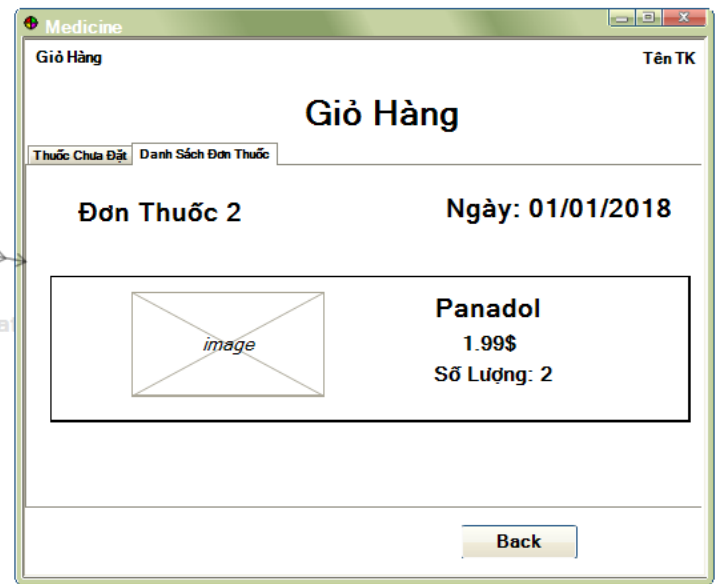 Medicine
Giỏ Hàng Tên TK
Giỏ Hàng
Thuốc Chưa Đặt Danh Sách Đơn Thuốc
Đơn Thuốc 2 Ngày: 01/01/2018
image
Panadol
1.99$
Số Lượng: 2
Back